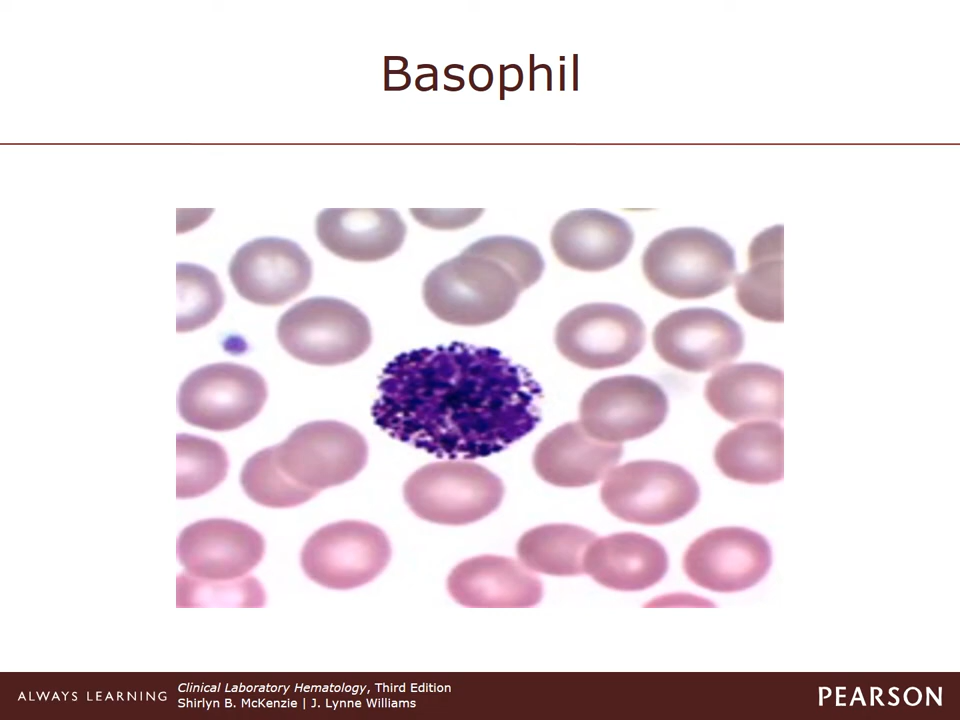 Basophil
ALWAYS LEARNING
Clinical Laboratory Hematology, Third Edition
Shirlyn B. McKenzie | J. Lynne Williams
PEARSON